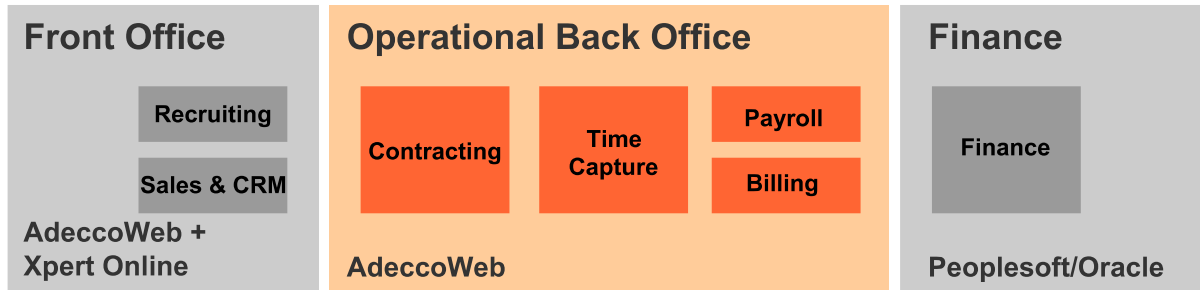 Front Office
Recruiting
Sales & CRM
AdeccoWeb +
Xpert Online
Operational Back Office
Contracting
Time
Capture
Payroll
Billing
AdeccoWeb
Finance
Finance
Peoplesoft/Oracle